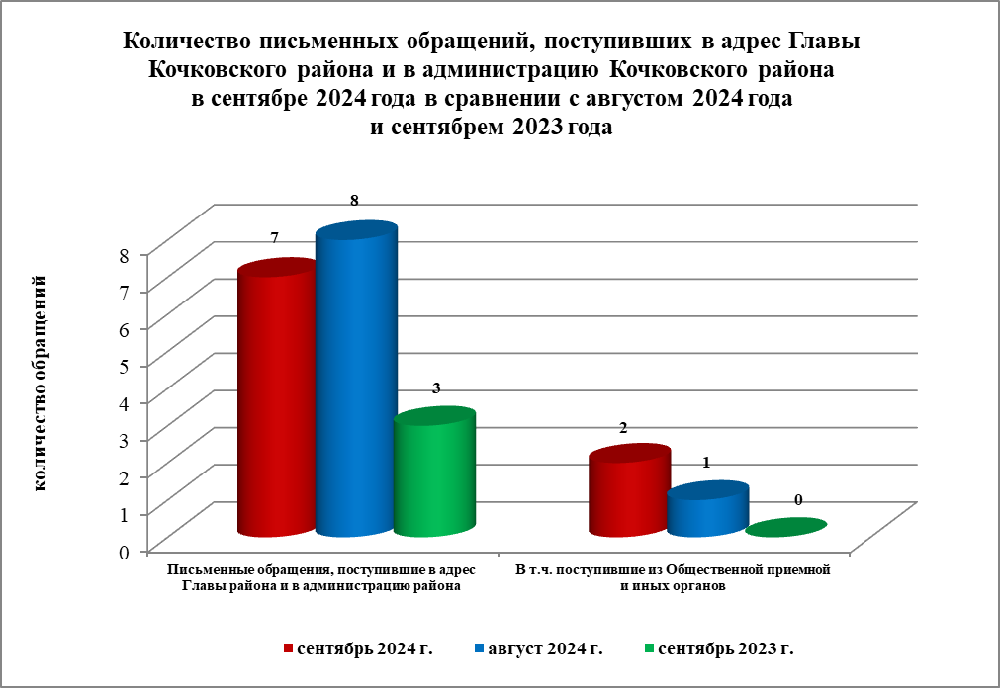 Количество письменных обращений, поступивших в адрес Главы
Кочковского района и в администрацию Кочковского района
в сентябре 2024 года в сравнении с августом 2024 года
и сентябрем 2023 года
количество обращений
8
7
6
5
4
3
2
1
0
7
8
3
2
1
0
Письменные обращения, поступившие в адрес
Главы района и в администрацию района
В т.ч. поступившие из Общественной приемной
и иных органов
сентябрь 2024 г.
август 2024 г.
сентябрь 2023 г.